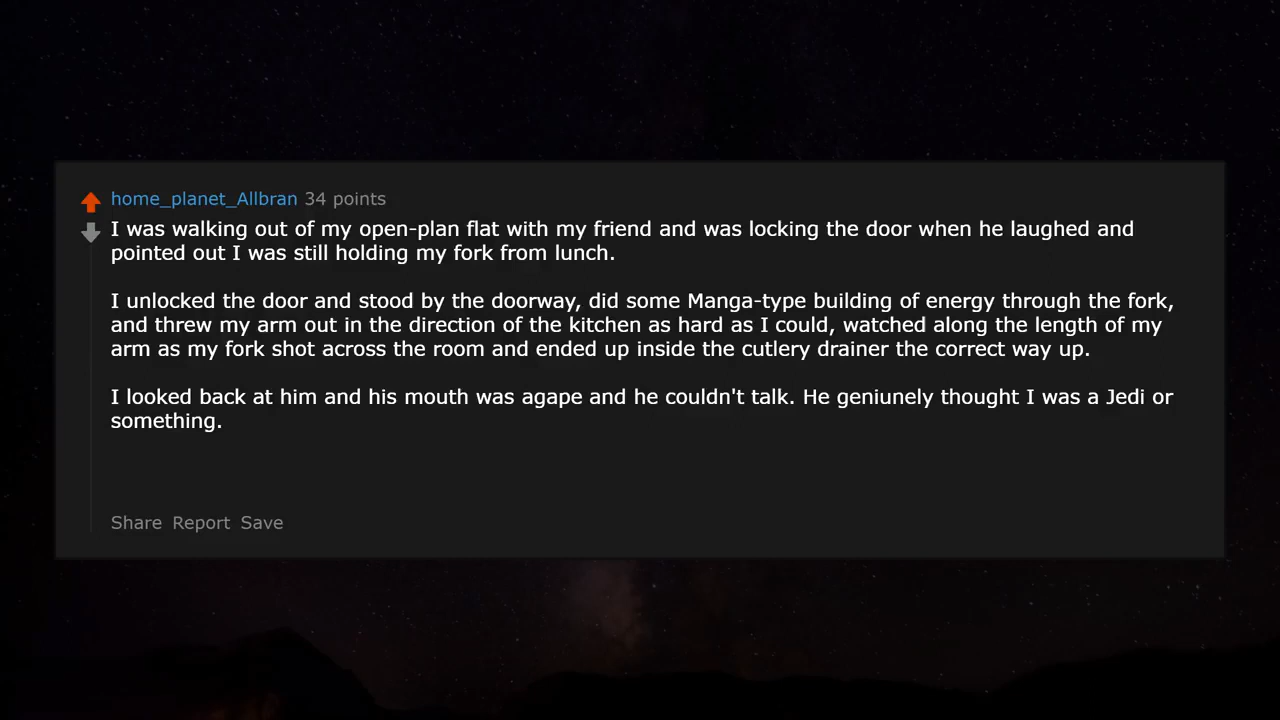 home_planet_Allbran 34 points
I was walking out of my open-plan flat with my friend and was locking the door when he laughed and
pointed out I was still holding my fork from lunch.
I unlocked the door and stood by the doorway, did some Manga-type building of energy through the fork,
and threw my arm out in the direction of the kitchen as hard as I could, watched along the length of my
arm as my fork shot across the room and ended up inside the cutlery drainer the correct way up.
I looked back at him and his mouth was agape and he couldn't talk. He geniunely thought I was a Jedi or
something.
Share Report Save